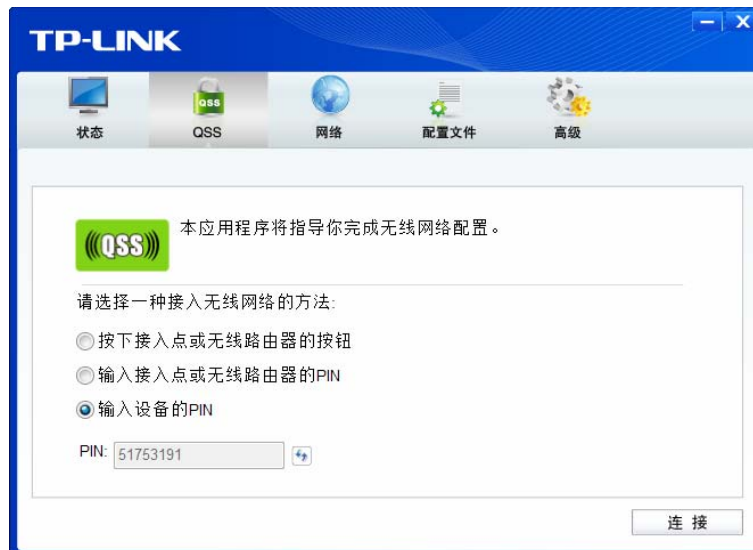 TP-LINK
QSS
状态
QSS
网络
配置文件
高级
QSS
本应用程序将指导你完成无线网络配置。
请选择一种接入无线网络的方法:
按下接入点或无线路由器的按钮
输入接入点或无线路由器的PIN
输入设备的PIN
PIN: 51753191
连 接